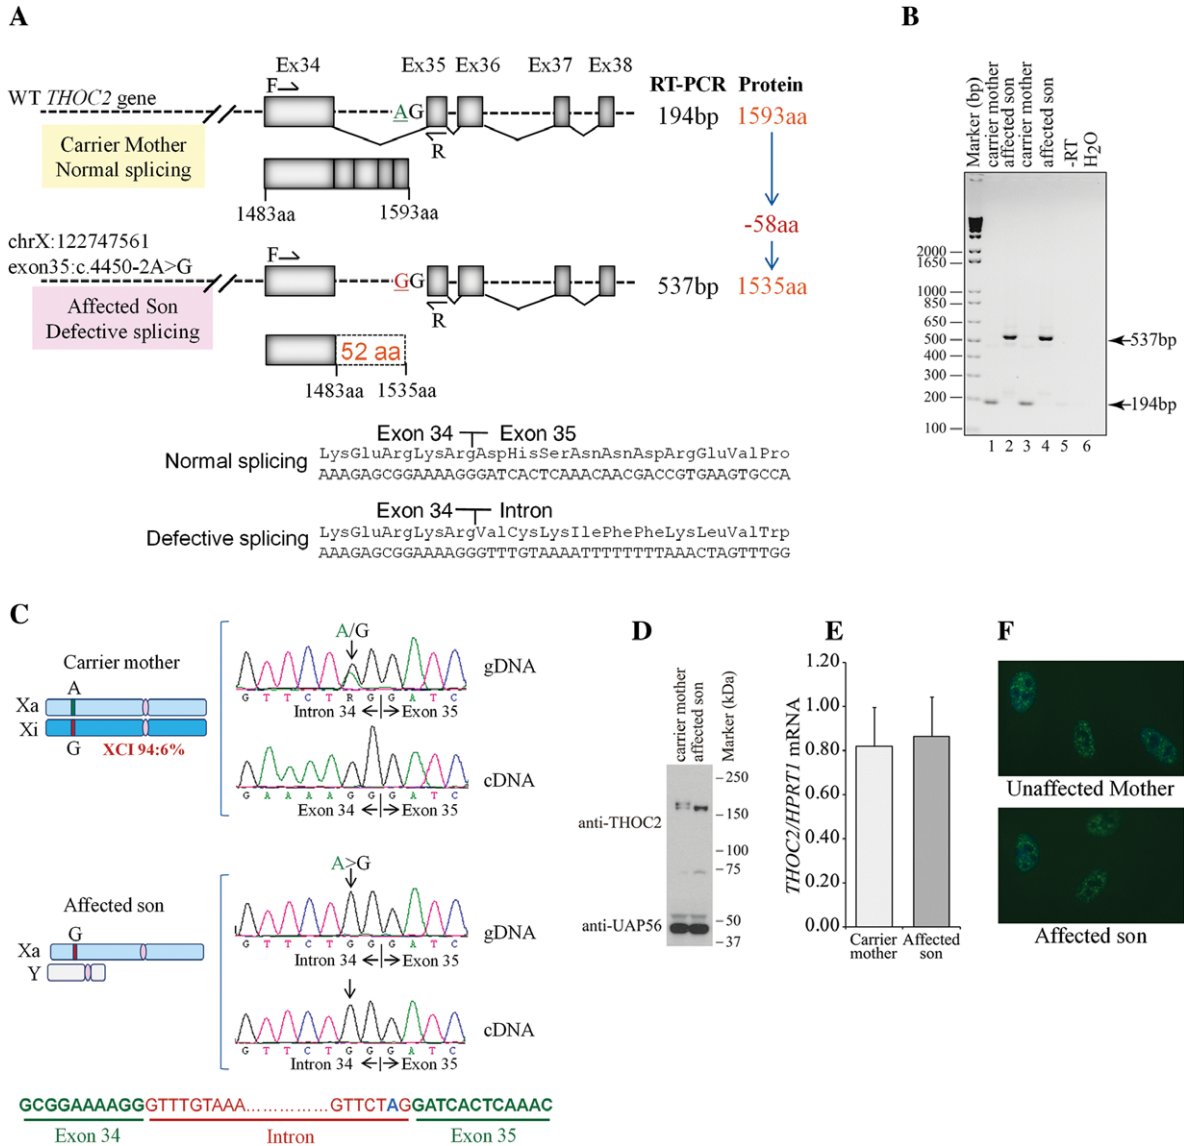 A
Ex34 Ex35 Ex36 Ex37 Ex38
F
RT-PCR Protein
WT THOC2 gene
AG
194bp 1593aa
Carrier Mother
Normal splicing
R
1483aa 1593aa
-58aa
chrX:122747561
exon35:c.4450-2A>G
F
GG
537bp 1535aa
Affected Son
Defective splicing
R
52 aa
1483aa 1535aa
Exon 34 Exon 35
LysGluArgLysArgAspHisSerAsnAsnAspArgGluValPro
Normal splicing
AAAGAGCGGAAAAGGGATCACTCAAACAACGACCGTGAAGTGCCA
Exon 34 Intron
LysGluArgLysArgValCysLysIlePhePheLysLeuValTrp
Defective splicing
AAAGAGCGGAAAAGGGTTTGTAAAATTTTTTTTAAACTAGTTTGG
B
Marker (bp)
carrier mother
affected son
carrier mother
affected son
-RT
H2O
2000
1650
1000
850
650
500
400
300
200
100
537bp
194bp
1 2 3 4 5 6
C
Carrier mother
A
Xa
Xi
G XCI 94:6%
A/G
gDNA
G T T C T R G G A T C
Intron 34 Exon 35
cDNA
G A A A A G G G A T C
Exon 34 Exon 35
Affected son
G
Xa
Y
A>G
gDNA
G T T C T G G G A T C
Intron 34 Exon 35
cDNA
G T T C T G G G A T C
Intron 34 Exon 35
GCGGAAAAGGGTTTGTAAA..............GTTCTAGGATCACTCAAAC
Exon 34 Intron Exon 35
D
carrier mother
affected son
Marker (kDa)
250
150
100
75
50
37
anti-THOC2
anti-UAP56
E
THOC2/HPRT1 mRNA
1.20
1.00
0.80
0.60
0.40
0.20
0.00
Carrier mother
Affected son
F
Unaffected Mother
Affected son